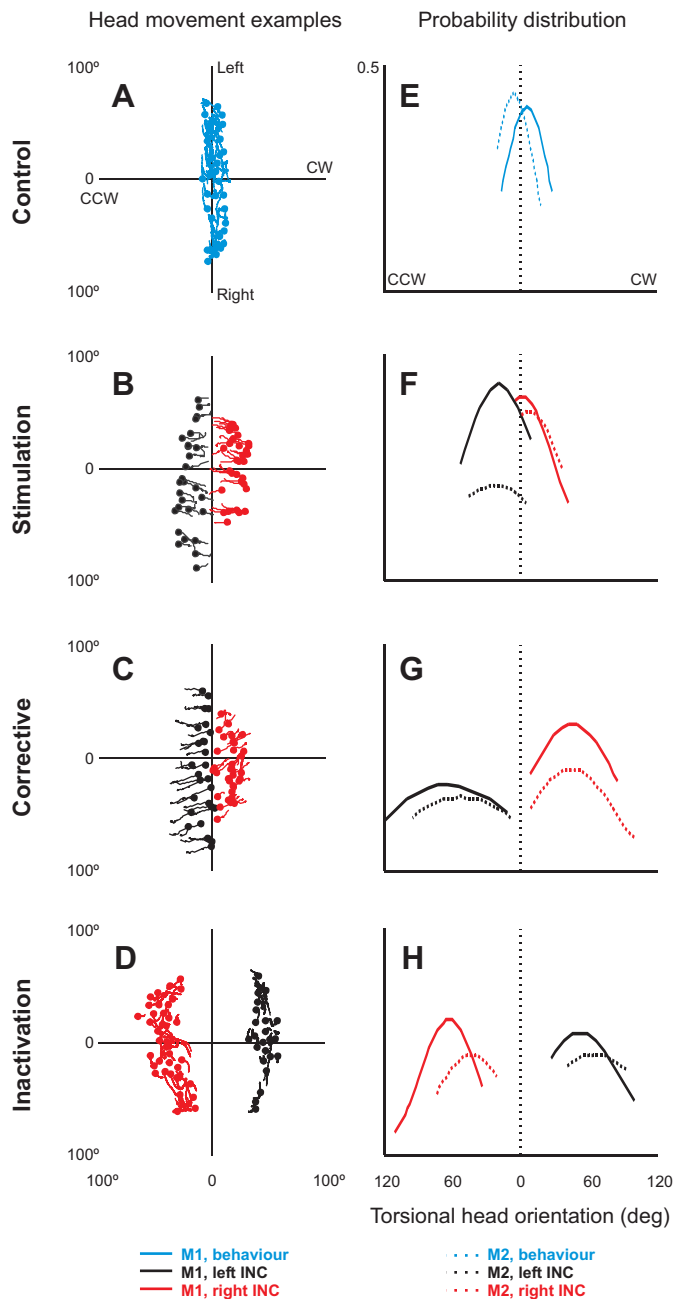 Head movement examples
Probability distribution
Control
A
100º
Left
0
CW
CCW
100º
Right
E
0.5
CCW
CW
Stimulation
B
100º
0
100º
F
Corrective
C
100º
0
100º
G
Inactivation
D
100º
0
100º
100º
0
100º
H
120
60
0
60
120
Torsional head orientation (deg)
M1, behaviour
M1, left INC
M1, right INC
M2, behaviour
M2, left INC
M2, right INC